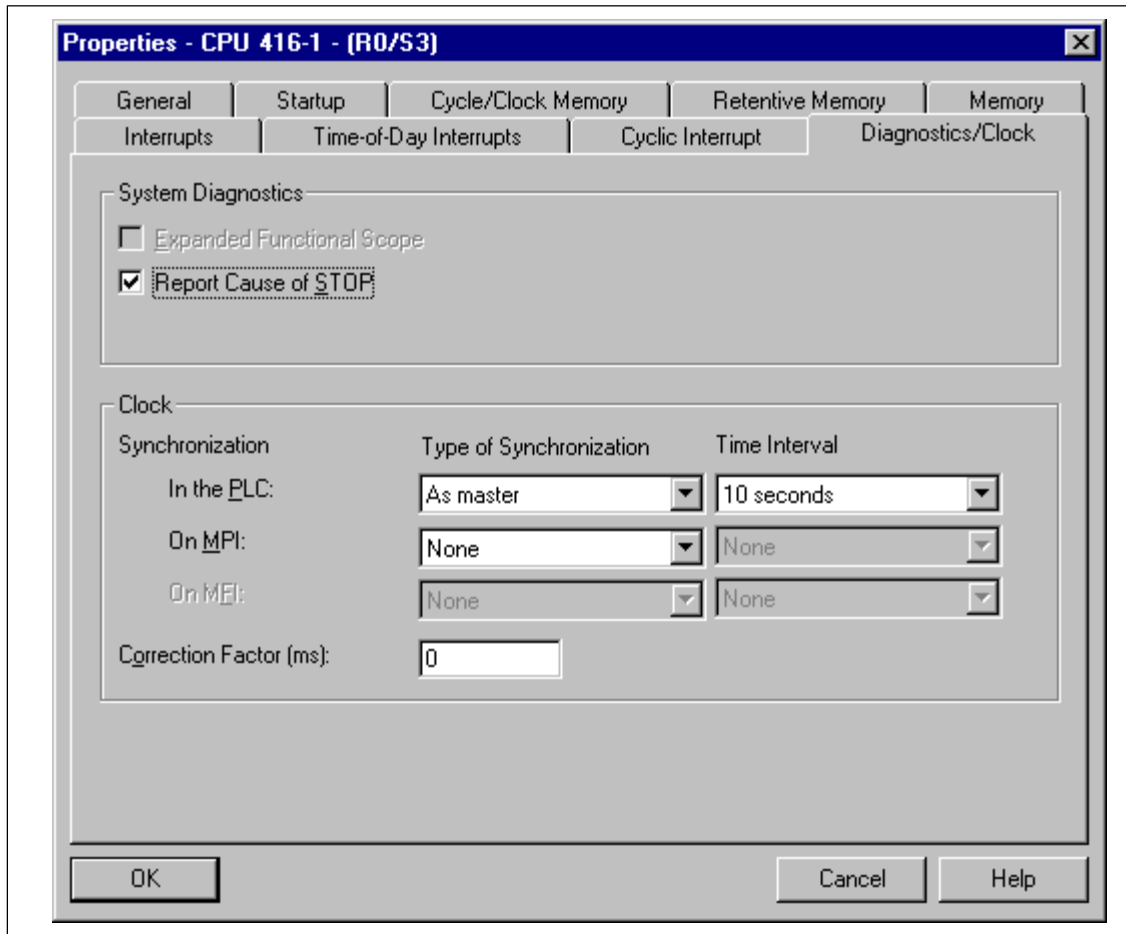 Properties - CPU 416-1 - (R0/S3)
General Startup Cycle/Clock Memory Retentive Memory Memory
Interrupts Time-of-Day Interrupts Cyclic Interrupt Diagnostics/Clock
System Diagnostics
Expanded Functional Scope
Report Cause of STOP
Clock
Synchronization Type of Synchronization Time Interval
In the PLC: As master 10 seconds
On MPI: None None
On MFI: None None
Correction Factor (ms): 0
OK Cancel Help